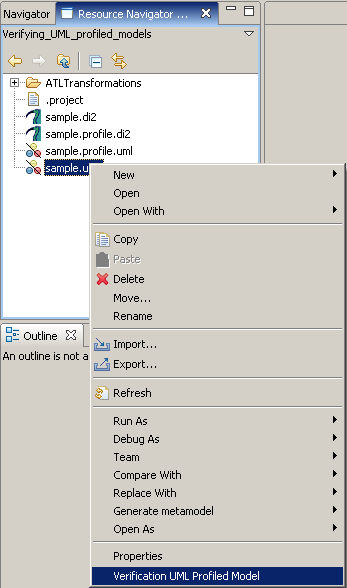 Navigator Resource Navigator ...
Verifying_UML_profiled_models
ATLTransformations
.project
sample.di2
sample.profile.di2
sample.profile.uml
sample.u
New
Open
Open With
Copy
Paste
Delete
Move...
Rename
Import...
Export...
Refresh
Run As
Debug As
Team
Compare With
Replace With
Generate metamodel
Open As
Properties
Verification UML Profiled Model
Outline
An outline is not a